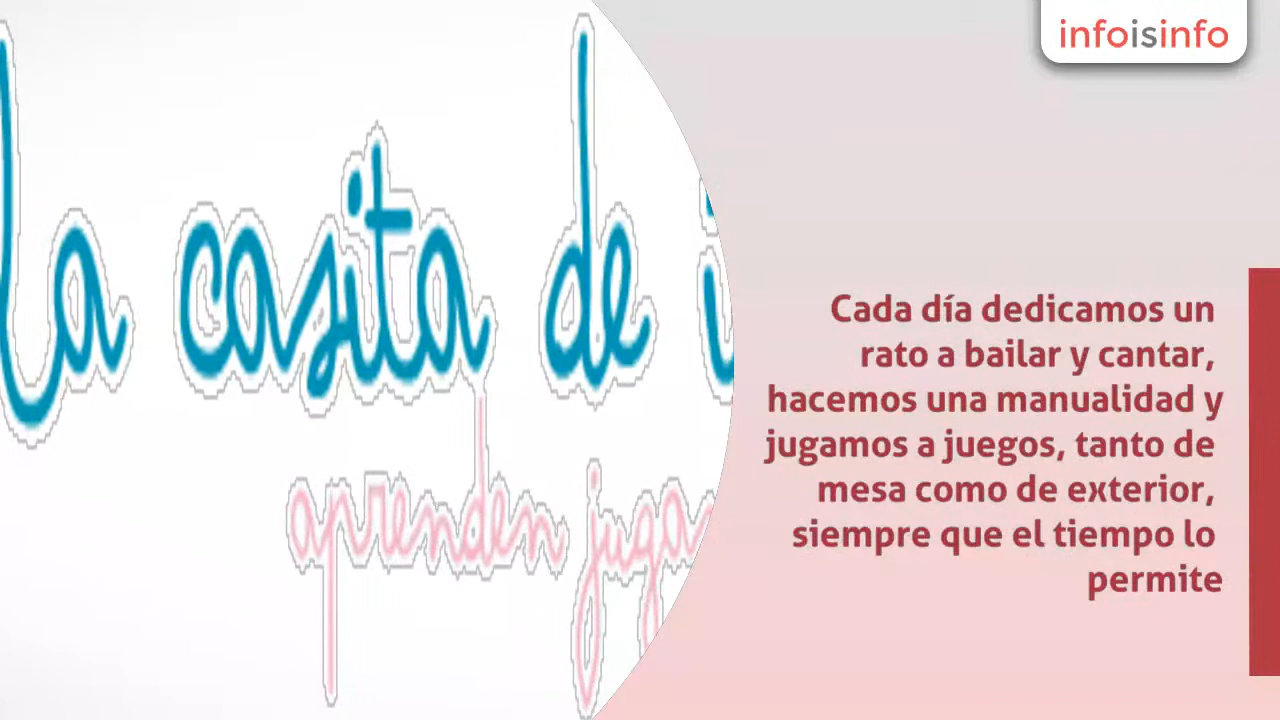 infoisinfo
La casita de
aprenden
Cada día dedicamos un
rato a bailar y cantar,
hacemos una manualidad y
jugamos a juegos, tanto de
mesa como de exterior,
siempre que el tiempo lo
permite